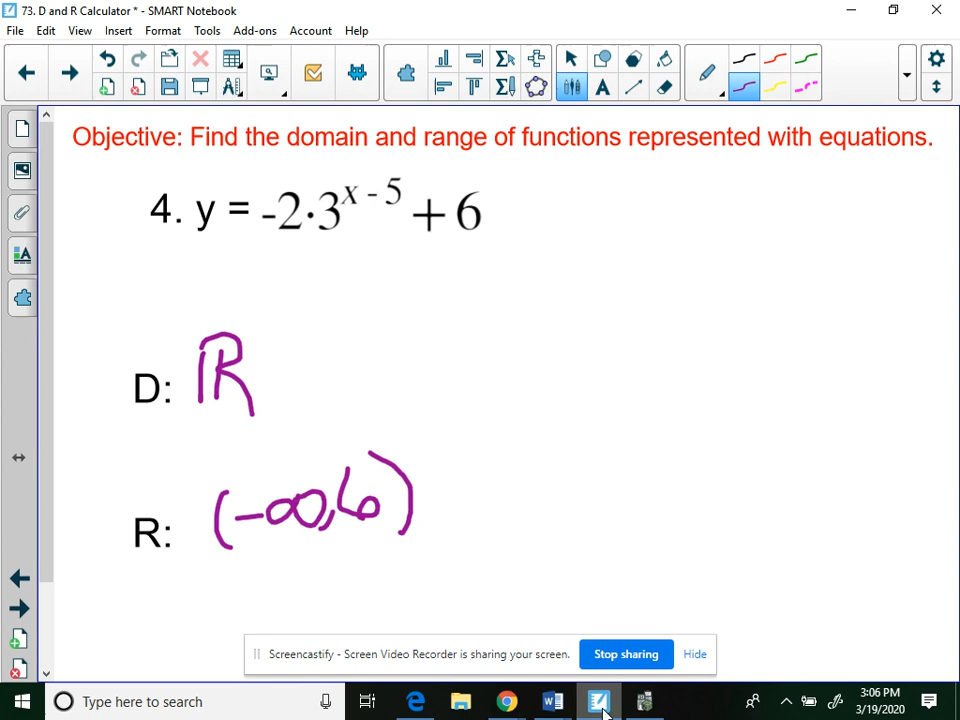 73. D and R Calculator * - SMART Notebook
File Edit View Insert Format Tools Add-ons Account Help
Objective: Find the domain and range of functions represented with equations.
4. y = -2·3^{x - 5} + 6
D: ℝ
R: (-∞,6)
Screencastify - Screen Video Recorder is sharing your screen. Stop sharing Hide
Type here to search
3:06 PM
3/19/2020